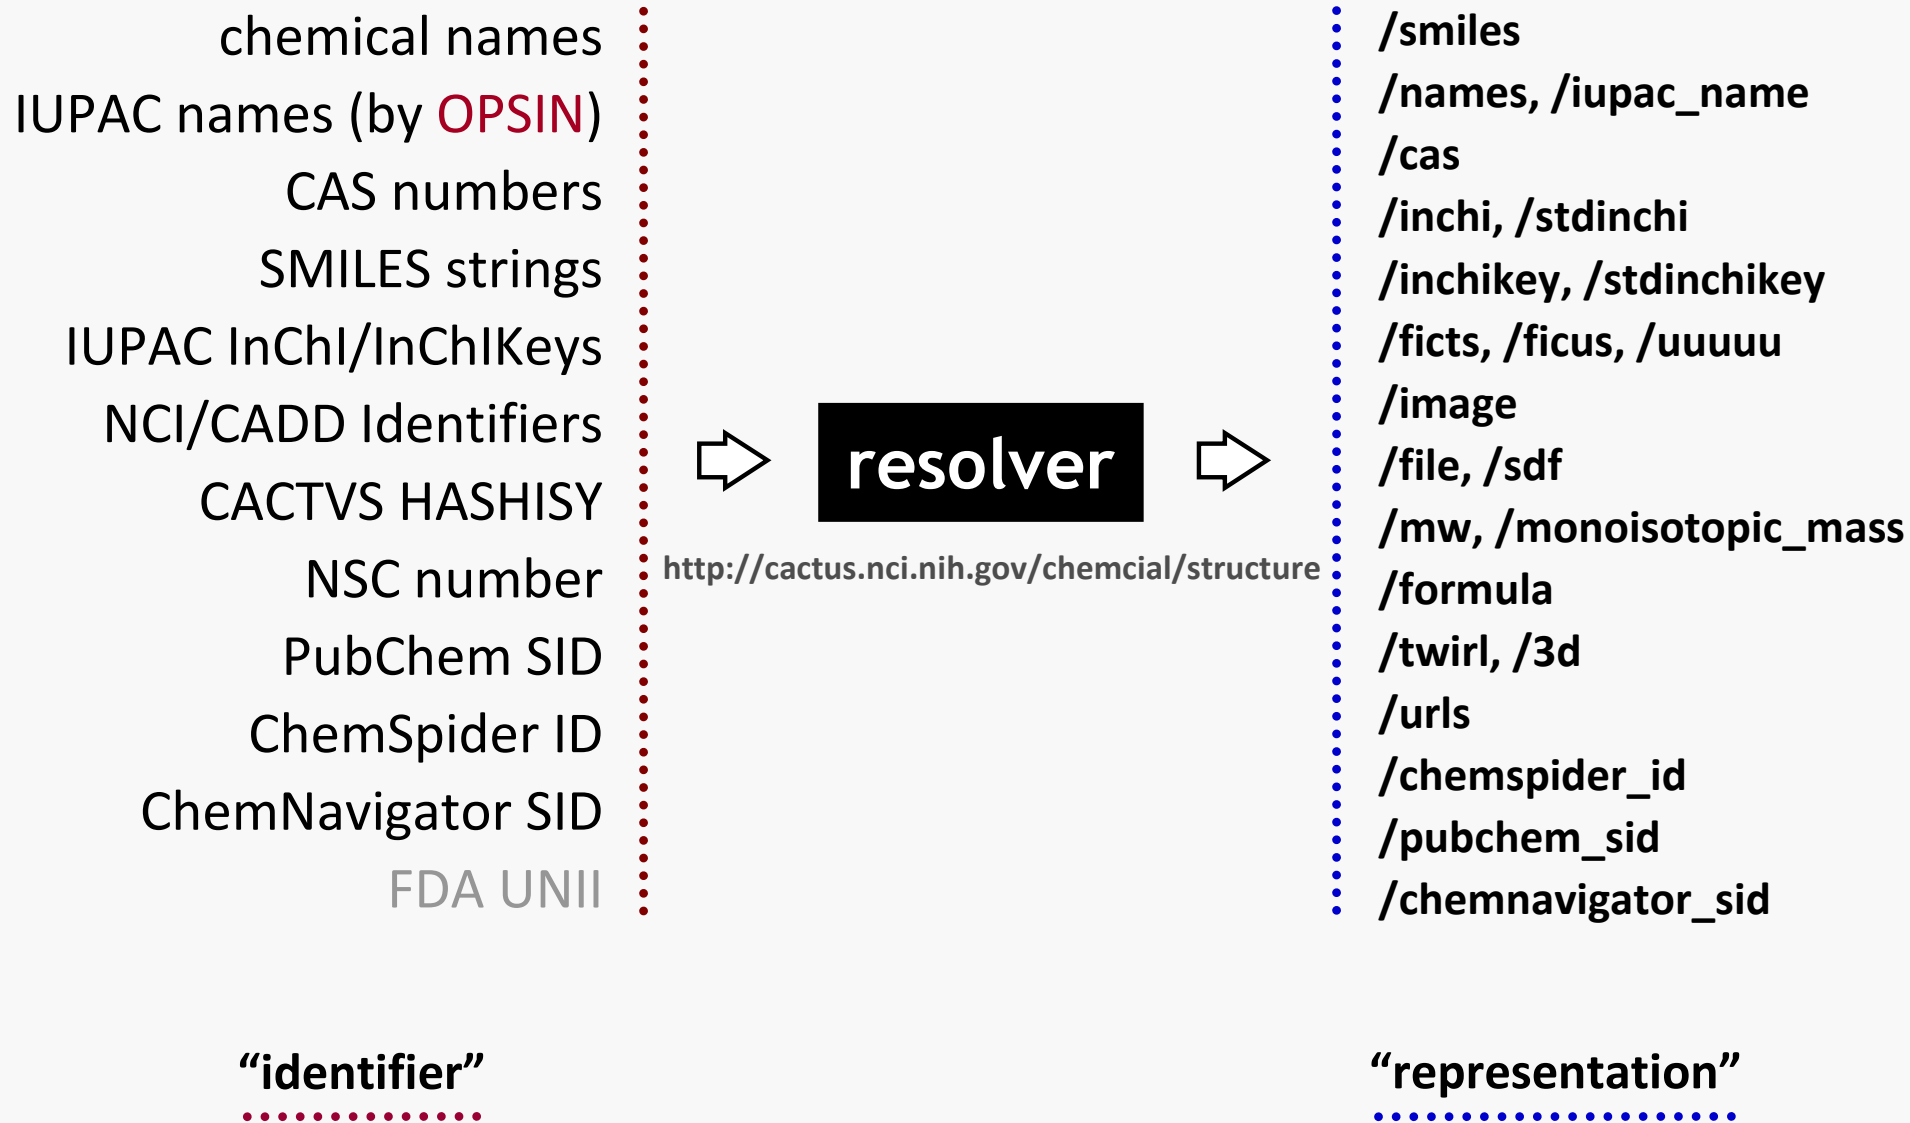 chemical names
IUPAC names (by OPSIN)
CAS numbers
SMILES strings
IUPAC InChI/InChIKeys
NCI/CADD Identifiers
CACTVS HASHISY
NSC number
PubChem SID
ChemSpider ID
ChemNavigator SID
FDA UNII
“identifier”
resolver
http://cactus.nci.nih.gov/chemcial/structure
/smiles
/names, /iupac_name
/cas
/inchi, /stdinchi
/inchikey, /stdinchikey
/ficts, /ficus, /uuuuu
/image
/file, /sdf
/mw, /monoisotopic_mass
/formula
/twirl, /3d
/urls
/chemspider_id
/pubchem_sid
/chemnavigator_sid
“representation”